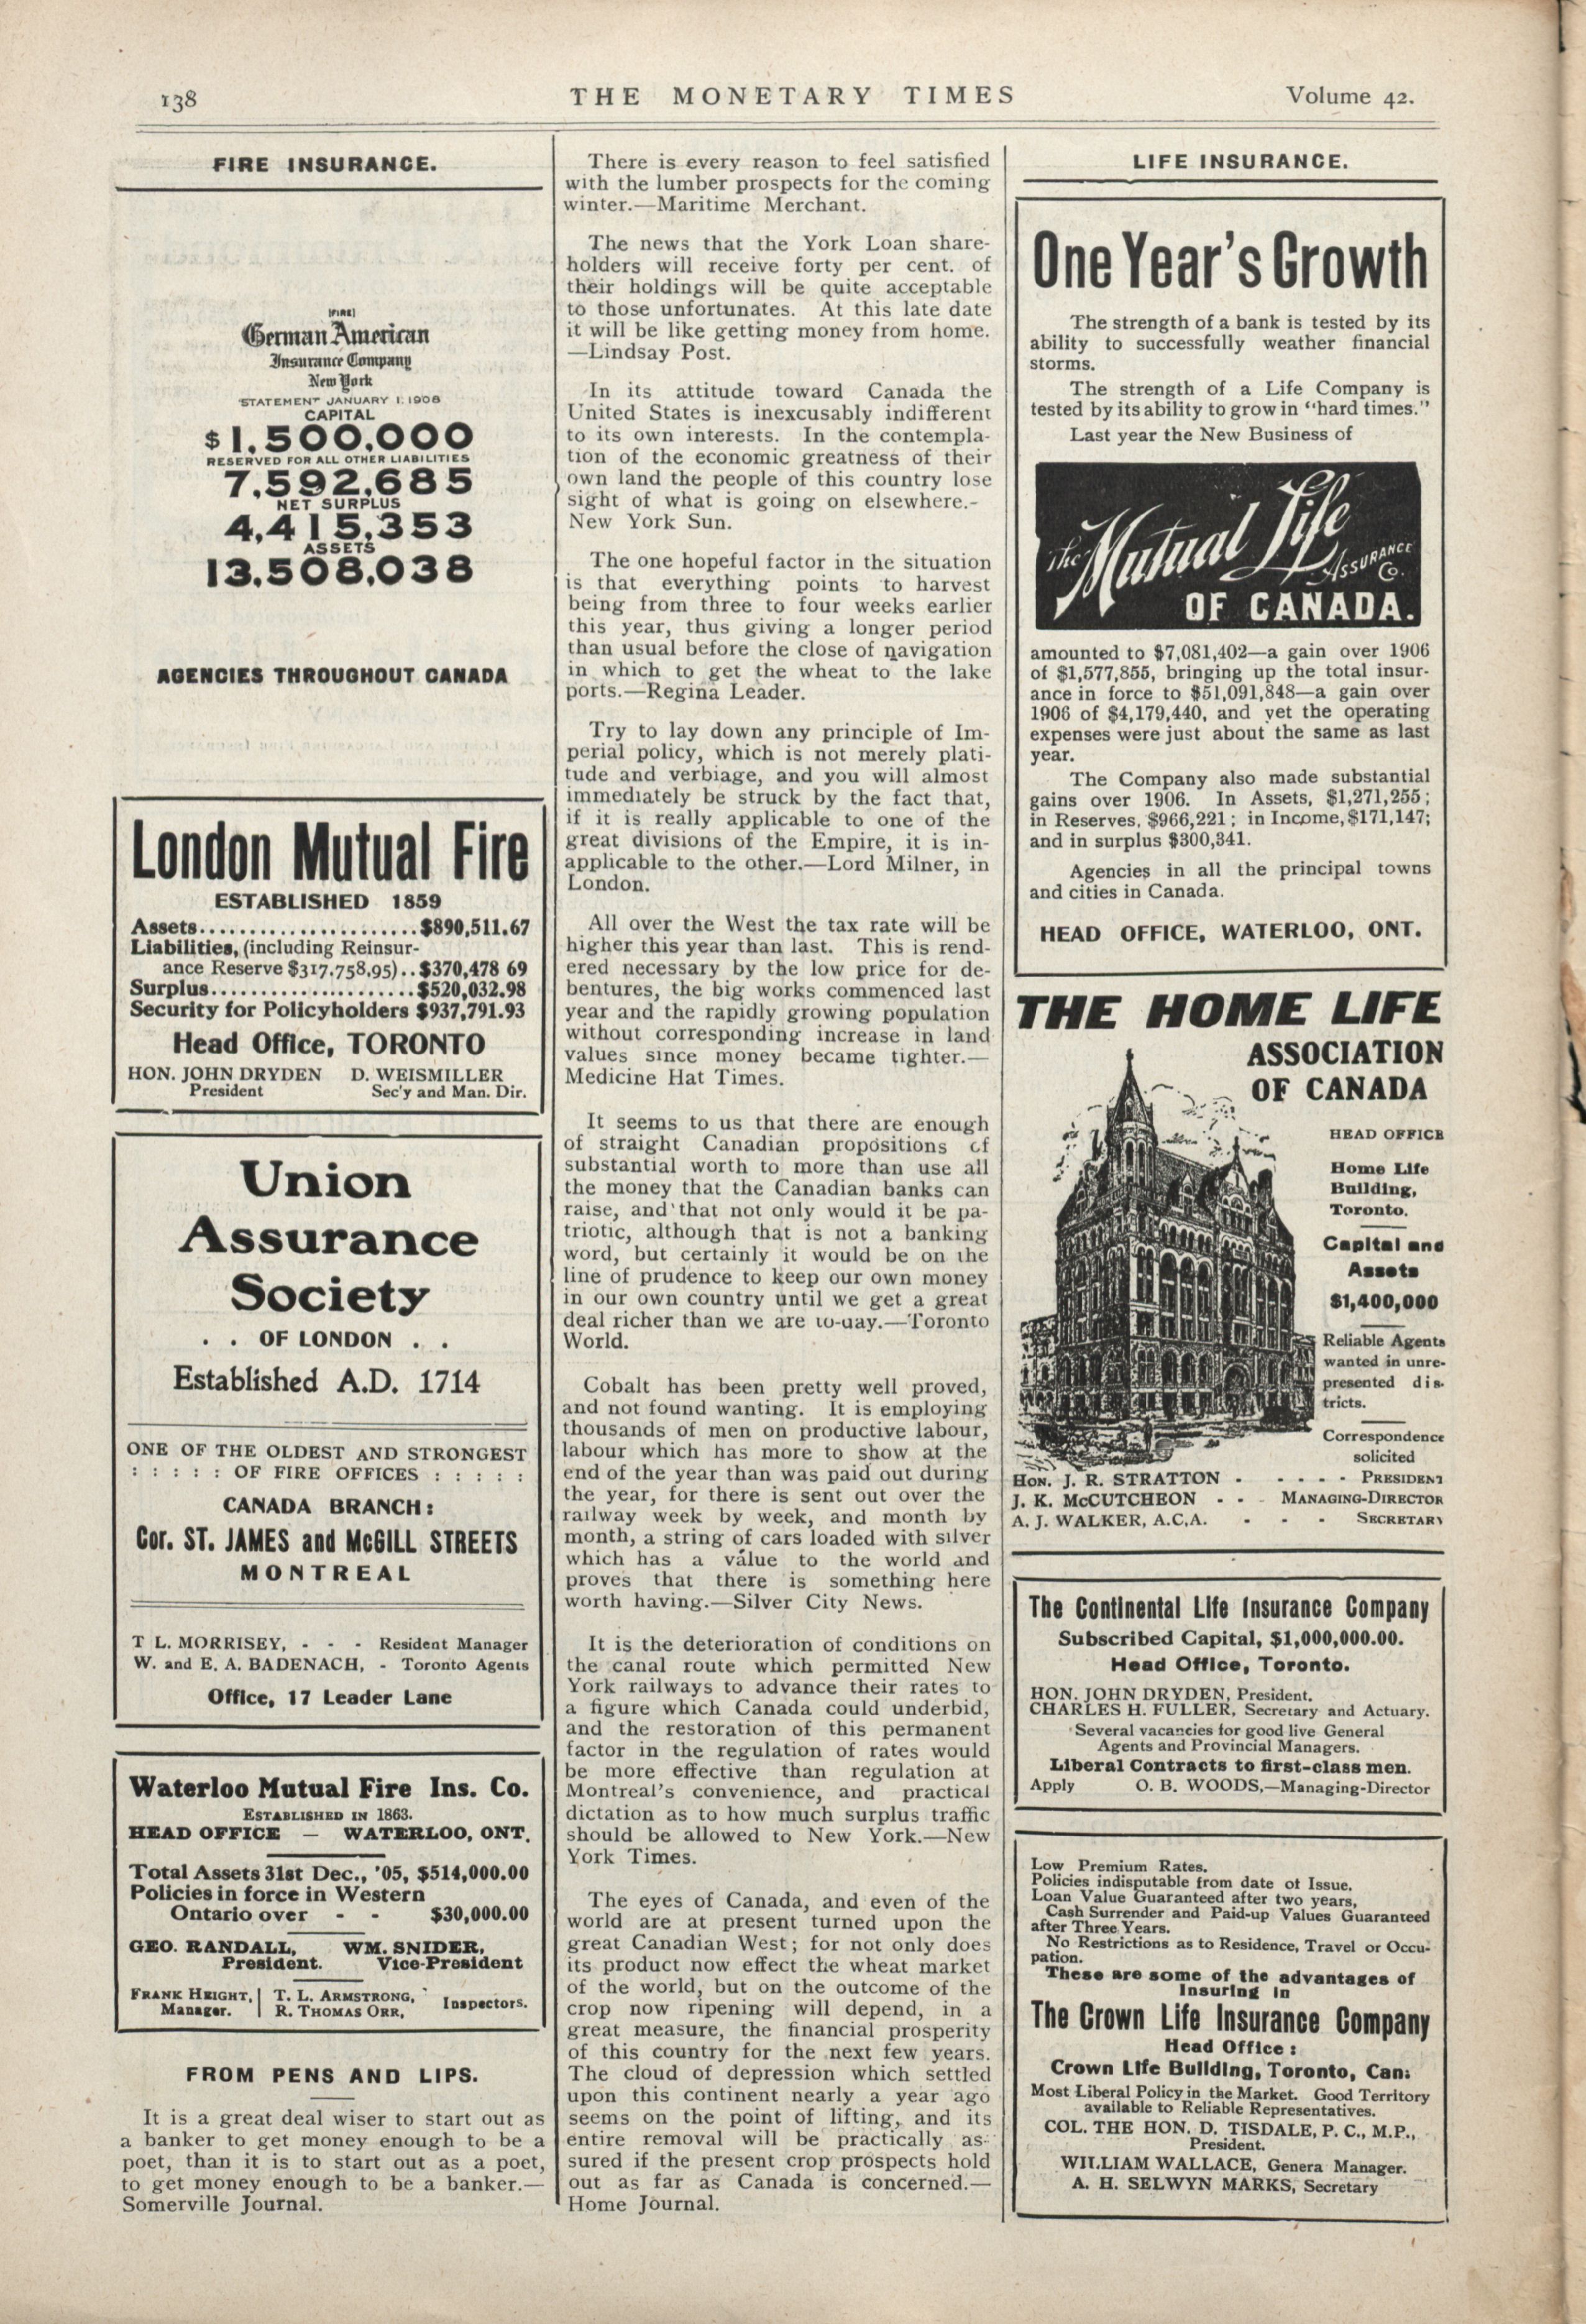 138
THE MONETARY TIMES
Volume 42.
FIRE INSURANCE.
(FIRE)
German American
Insurance Company
New York
STATEMENT JANUARY 1, 1908
CAPITAL
$1,500,000
RESERVED FOR ALL OTHER LIABILITIES
7,592,685
NET SURPLUS
4,415,353
ASSETS
13,508,038
AGENCIES THROUGHOUT CANADA
London Mutual Fire
ESTABLISHED 1859
Assets......................$890,511.67
Liabilities, (including Reinsur-
ance Reserve $317,758,95)..$370,478 69
Surplus....................$520,032.98
Security for Policyholders $937,791.93
Head Office, TORONTO
HON. JOHN DRYDEN D. WEISMILLER
President Sec'y and Man. Dir.
Union
Assurance
Society
. . OF LONDON . .
Established A.D. 1714
ONE OF THE OLDEST AND STRONGEST
: : : : : OF FIRE OFFICES : : : : :
CANADA BRANCH:
Cor. ST. JAMES and McGILL STREETS
MONTREAL
T L. MORRISEY, - - - Resident Manager
W. and E. A. BADENACH, - Toronto Agents
Office, 17 Leader Lane
Waterloo Mutual Fire Ins. Co.
ESTABLISHED IN 1863.
HEAD OFFICE — WATERLOO, ONT.
Total Assets 31st Dec., '05, $514,000.00
Policies in force in Western
Ontario over - - $30,000.00
GEO. RANDALL, WM. SNIDER,
President. Vice-President
FRANK HEIGHT, | T. L. ARMSTRONG,
Manager. | R. THOMAS ORR, Inspectors.
FROM PENS AND LIPS.
It is a great deal wiser to start out as
a banker to get money enough to be a
poet, than it is to start out as a poet,
to get money enough to be a banker.—
Somerville Journal.
There is every reason to feel satisfied
with the lumber prospects for the coming
winter.—Maritime Merchant.
The news that the York Loan share-
holders will receive forty per cent. of
their holdings will be quite acceptable
to those unfortunates. At this late date
it will be like getting money from home.
—Lindsay Post.
In its attitude toward Canada the
United States is inexcusably indifferent
to its own interests. In the contempla-
tion of the economic greatness of their
own land the people of this country lose
sight of what is going on elsewhere.-
New York Sun.
The one hopeful factor in the situation
is that everything points to harvest
being from three to four weeks earlier
this year, thus giving a longer period
than usual before the close of navigation
in which to get the wheat to the lake
ports.—Regina Leader.
Try to lay down any principle of Im-
perial policy, which is not merely plati-
tude and verbiage, and you will almost
immediately be struck by the fact that,
if it is really applicable to one of the
great divisions of the Empire, it is in-
applicable to the other.—Lord Milner, in
London.
All over the West the tax rate will be
higher this year than last. This is rend-
ered necessary by the low price for de-
bentures, the big works commenced last
year and the rapidly growing population
without corresponding increase in land
values since money became tighter.—
Medicine Hat Times.
It seems to us that there are enough
of straight Canadian propositions of
substantial worth to more than use all
the money that the Canadian banks can
raise, and that not only would it be pa-
triotic, although that is not a banking
word, but certainly it would be on the
line of prudence to keep our own money
in our own country until we get a great
deal richer than we are to-day.—Toronto
World.
Cobalt has been pretty well proved,
and not found wanting. It is employing
thousands of men on productive labour,
labour which has more to show at the
end of the year than was paid out during
the year, for there is sent out over the
railway week by week, and month by
month, a string of cars loaded with silver
which has a value to the world and
proves that there is something here
worth having.—Silver City News.
It is the deterioration of conditions on
the canal route which permitted New
York railways to advance their rates to
a figure which Canada could underbid,
and the restoration of this permanent
factor in the regulation of rates would
be more effective than regulation at
Montreal's convenience, and practical
dictation as to how much surplus traffic
should be allowed to New York.—New
York Times.
The eyes of Canada, and even of the
world are at present turned upon the
great Canadian West; for not only does
its product now effect the wheat market
of the world, but on the outcome of the
crop now ripening will depend, in a
great measure, the financial prosperity
of this country for the next few years.
The cloud of depression which settled
upon this continent nearly a year ago
seems on the point of lifting, and its
entire removal will be practically as-
sured if the present crop prospects hold
out as far as Canada is concerned.—
Home Journal.
LIFE INSURANCE.
One Year's Growth
The strength of a bank is tested by its
ability to successfully weather financial
storms.
The strength of a Life Company is
tested by its ability to grow in "hard times."
Last year the New Business of
The Mutual Life
ASSURANCE
Co.
OF CANADA.
amounted to $7,081,402—a gain over 1906
of $1,577,855, bringing up the total insur-
ance in force to $51,091,848—a gain over
1906 of $4,179,440, and yet the operating
expenses were just about the same as last
year.
The Company also made substantial
gains over 1906. In Assets, $1,271,255;
in Reserves, $966,221; in Income, $171,147;
and in surplus $300,341.
Agencies in all the principal towns
and cities in Canada.
HEAD OFFICE, WATERLOO, ONT.
THE HOME LIFE
ASSOCIATION
OF CANADA
HEAD OFFICE
Home Life
Building,
Toronto.
Capital and
Assets
$1,400,000
Reliable Agents
wanted in unre-
presented dis-
tricts.
Correspondence
solicited
HON. J. R. STRATTON - - - - - PRESIDENT
J. K. McCUTCHEON - - - MANAGING-DIRECTOR
A. J. WALKER, A.C.A. - - - SECRETARY
The Continental Life Insurance Company
Subscribed Capital, $1,000,000.00.
Head Office, Toronto.
HON. JOHN DRYDEN, President.
CHARLES H. FULLER, Secretary and Actuary.
Several vacancies for good live General
Agents and Provincial Managers.
Liberal Contracts to first-class men.
Apply O. B. WOODS,—Managing-Director
Low Premium Rates.
Policies indisputable from date of Issue.
Loan Value Guaranteed after two years,
Cash Surrender and Paid-up Values Guaranteed
after Three Years.
No Restrictions as to Residence, Travel or Occu-
pation.
These are some of the advantages of
Insuring in
The Crown Life Insurance Company
Head Office:
Crown Life Building, Toronto, Can:
Most Liberal Policy in the Market. Good Territory
available to Reliable Representatives.
COL. THE HON. D. TISDALE, P. C., M.P.,
President.
WILLIAM WALLACE, Genera Manager.
A. H. SELWYN MARKS, Secretary